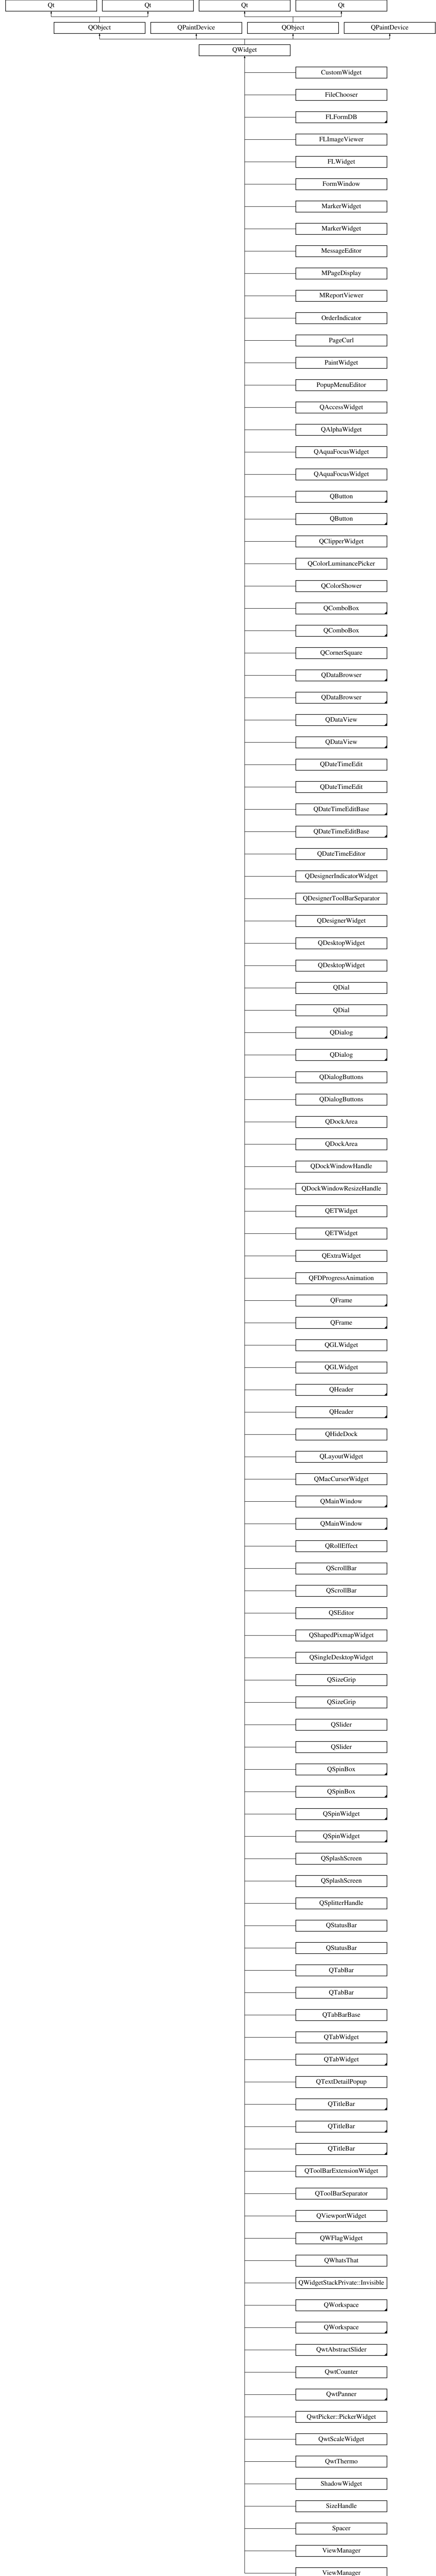 Qt Qt Qt Qt
QObject QPaintDevice QObject QPaintDevice
QWidget
CustomWidget
FileChooser
FLFormDB
FLImageViewer
FLWidget
FormWindow
MarkerWidget
MarkerWidget
MessageEditor
MPageDisplay
MReportViewer
OrderIndicator
PageCurl
PaintWidget
PopupMenuEditor
QAccessWidget
QAlphaWidget
QAquaFocusWidget
QAquaFocusWidget
QButton
QButton
QClipperWidget
QColorLuminancePicker
QColorShower
QComboBox
QComboBox
QCornerSquare
QDataBrowser
QDataBrowser
QDataView
QDataView
QDateTimeEdit
QDateTimeEdit
QDateTimeEditBase
QDateTimeEditBase
QDateTimeEditor
QDesignerIndicatorWidget
QDesignerToolBarSeparator
QDesignerWidget
QDesktopWidget
QDesktopWidget
QDial
QDial
QDialog
QDialog
QDialogButtons
QDialogButtons
QDockArea
QDockArea
QDockWindowHandle
QDockWindowResizeHandle
QETWidget
QETWidget
QExtraWidget
QFDProgressAnimation
QFrame
QFrame
QGLWidget
QGLWidget
QHeader
QHeader
QHideDock
QLayoutWidget
QMacCursorWidget
QMainWindow
QMainWindow
QRollEffect
QScrollBar
QScrollBar
QSEditor
QShapedPixmapWidget
QSingleDesktopWidget
QSizeGrip
QSizeGrip
QSlider
QSlider
QSpinBox
QSpinBox
QSpinWidget
QSpinWidget
QSplashScreen
QSplashScreen
QSplitterHandle
QStatusBar
QStatusBar
QTabBar
QTabBar
QTabBarBase
QTabWidget
QTabWidget
QTextDetailPopup
QTitleBar
QTitleBar
QTitleBar
QToolBarExtensionWidget
QToolBarSeparator
QViewportWidget
QWFlagWidget
QWhatsThat
QWidgetStackPrivate::Invisible
QWorkspace
QWorkspace
QwtAbstractSlider
QwtCounter
QwtPanner
QwtPicker::PickerWidget
QwtScaleWidget
QwtThermo
ShadowWidget
SizeHandle
Spacer
ViewManager
ViewManager